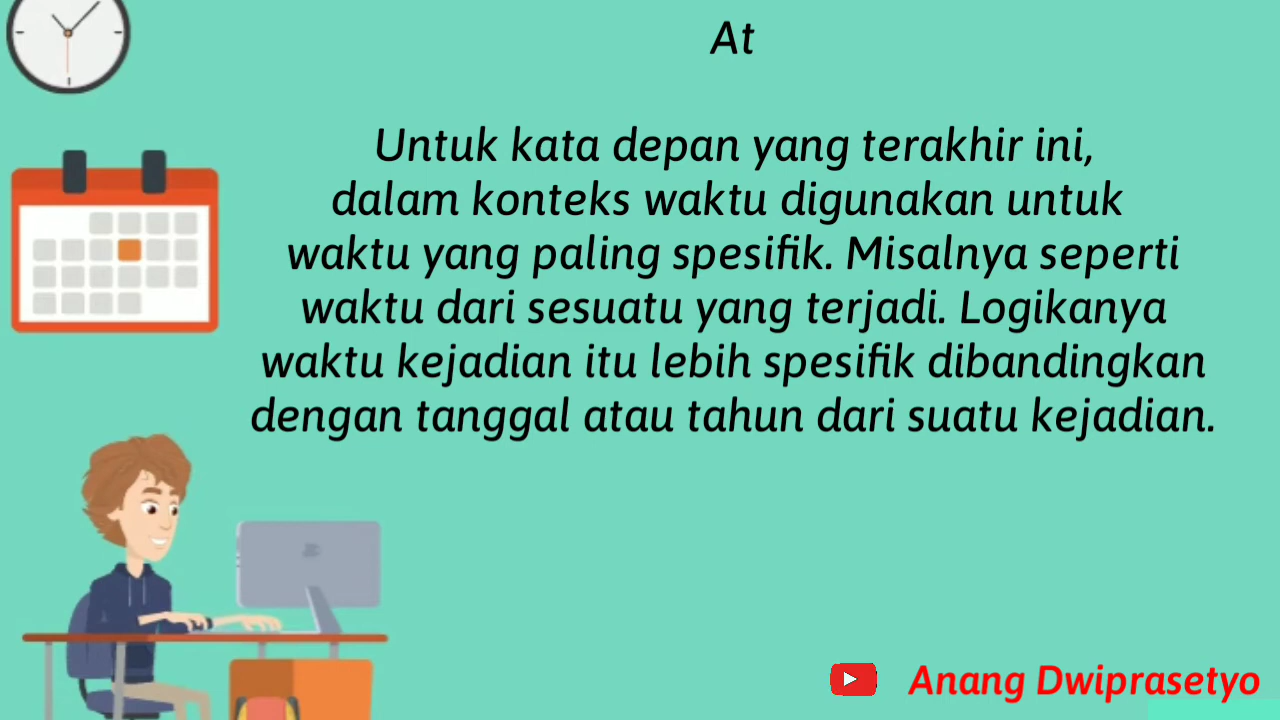 At
Untuk kata depan yang terakhir ini,
dalam konteks waktu digunakan untuk
waktu yang paling spesifik. Misalnya seperti
waktu dari sesuatu yang terjadi. Logikanya
waktu kejadian itu lebih spesifik dibandingkan
dengan tanggal atau tahun dari suatu kejadian.
Anang Dwiprasetyo